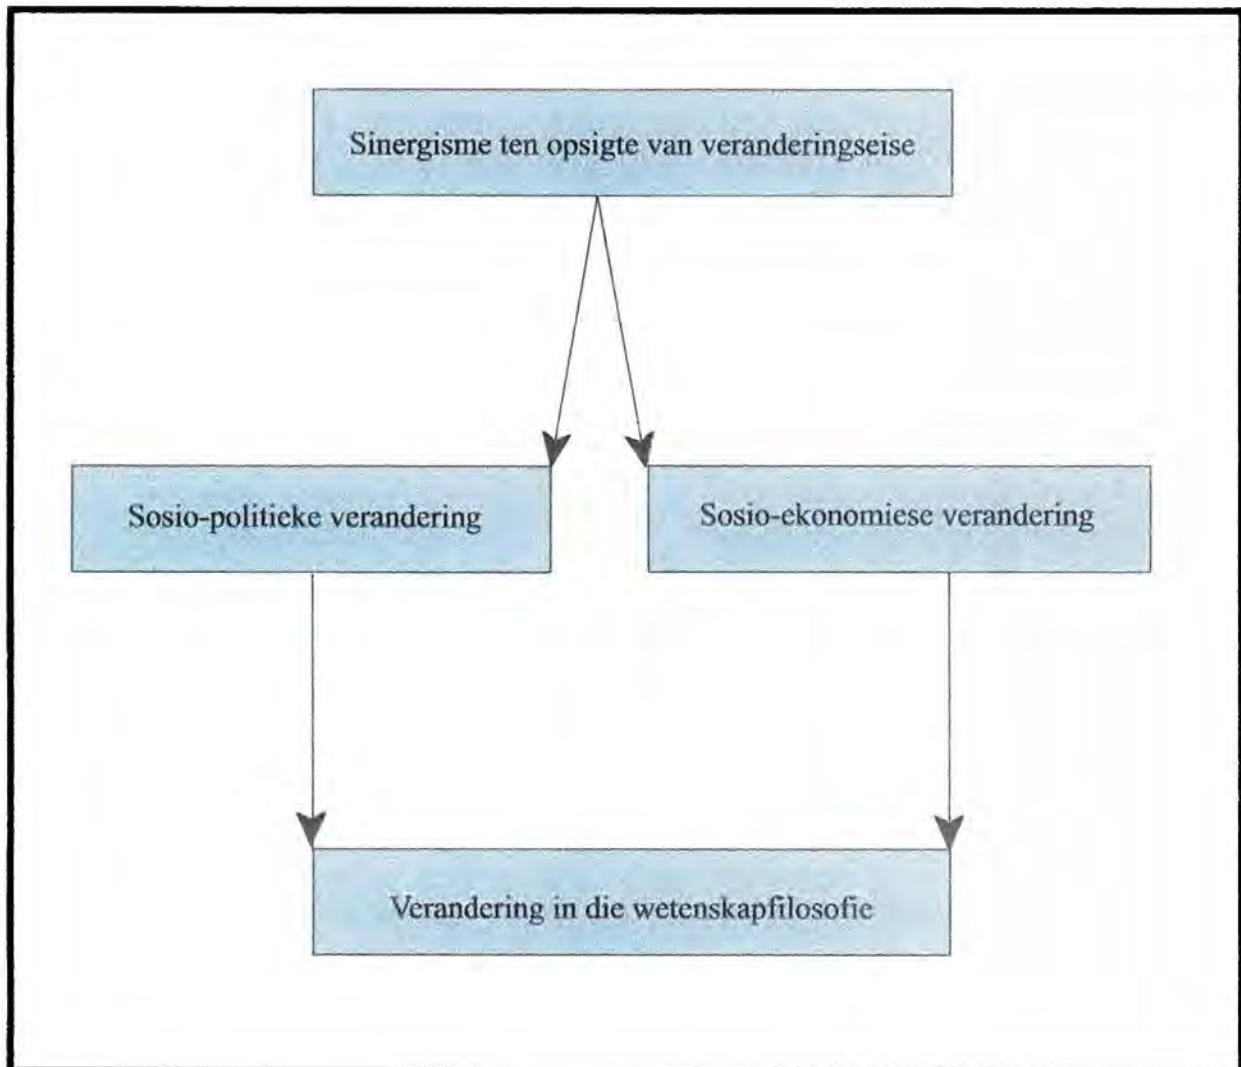 Sinergisme ten opsigte van veranderingseise
Sosio-politieke verandering
Sosio-ekonomiese verandering
Verandering in die wetenskapfilosofie